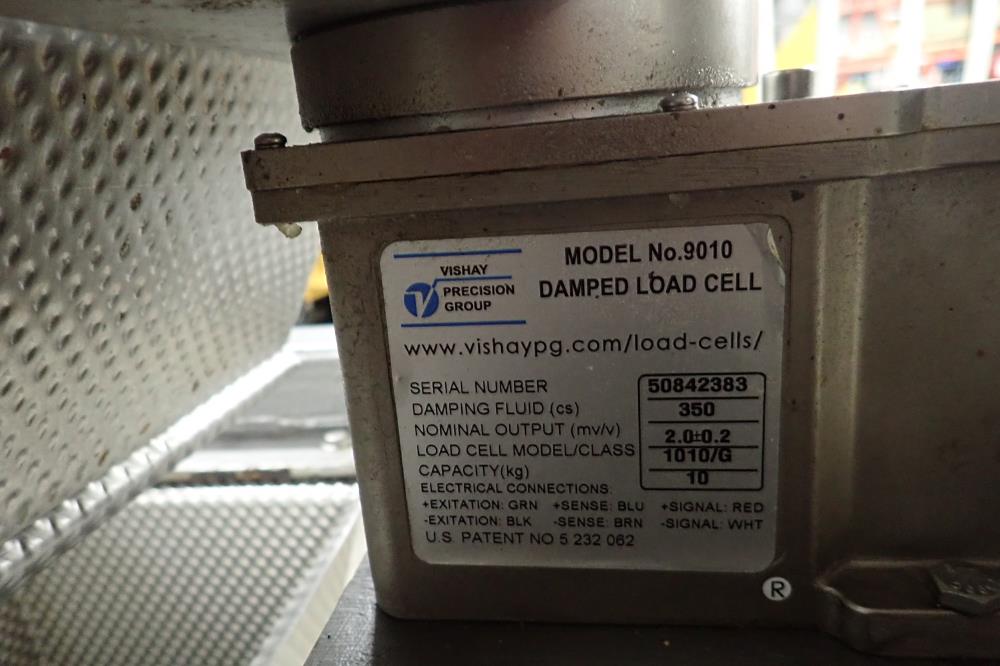 VISHAY
PRECISION
GROUP
MODEL No.9010
DAMPED LOAD CELL
www.vishaypg.com/load-cells/
SERIAL NUMBER 50842383
DAMPING FLUID (cs) 350
NOMINAL OUTPUT (mv/v) 2.0±0.2
LOAD CELL MODEL/CLASS 1010/G
CAPACITY(kg) 10
ELECTRICAL CONNECTIONS:
+EXITATION: GRN +SENSE: BLU +SIGNAL: RED
-EXITATION: BLK -SENSE: BRN -SIGNAL: WHT
U.S. PATENT NO 5 232 062
®